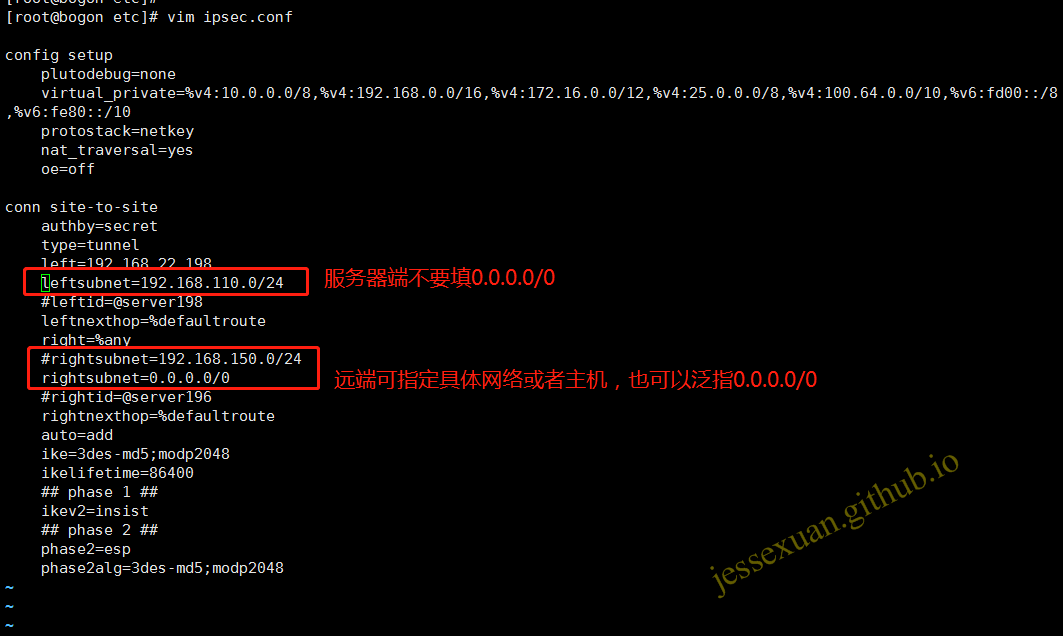 [root@bogon etc]#
[root@bogon etc]# vim ipsec.conf
config setup
plutodebug=none
virtual_private=%v4:10.0.0.0/8,%v4:192.168.0.0/16,%v4:172.16.0.0/12,%v4:25.0.0.0/8,%v4:100.64.0.0/10,%v6:fd00::/8
,%v6:fe80::/10
protostack=netkey
nat_traversal=yes
oe=off
conn site-to-site
authby=secret
type=tunnel
left=192.168.22.198
leftsubnet=192.168.110.0/24 服务器端不要填0.0.0.0/0
#leftid=@server198
leftnexthop=%defaultroute
right=%any
#rightsubnet=192.168.150.0/24
rightsubnet=0.0.0.0/0 远端可指定具体网络或者主机，也可以泛指0.0.0.0/0
#rightid=@server196
rightnexthop=%defaultroute
auto=add
ike=3des-md5;modp2048
ikelifetime=86400
## phase 1 ##
ikev2=insist
## phase 2 ##
phase2=esp
phase2alg=3des-md5;modp2048
~
~
~
jessexuan.github.io